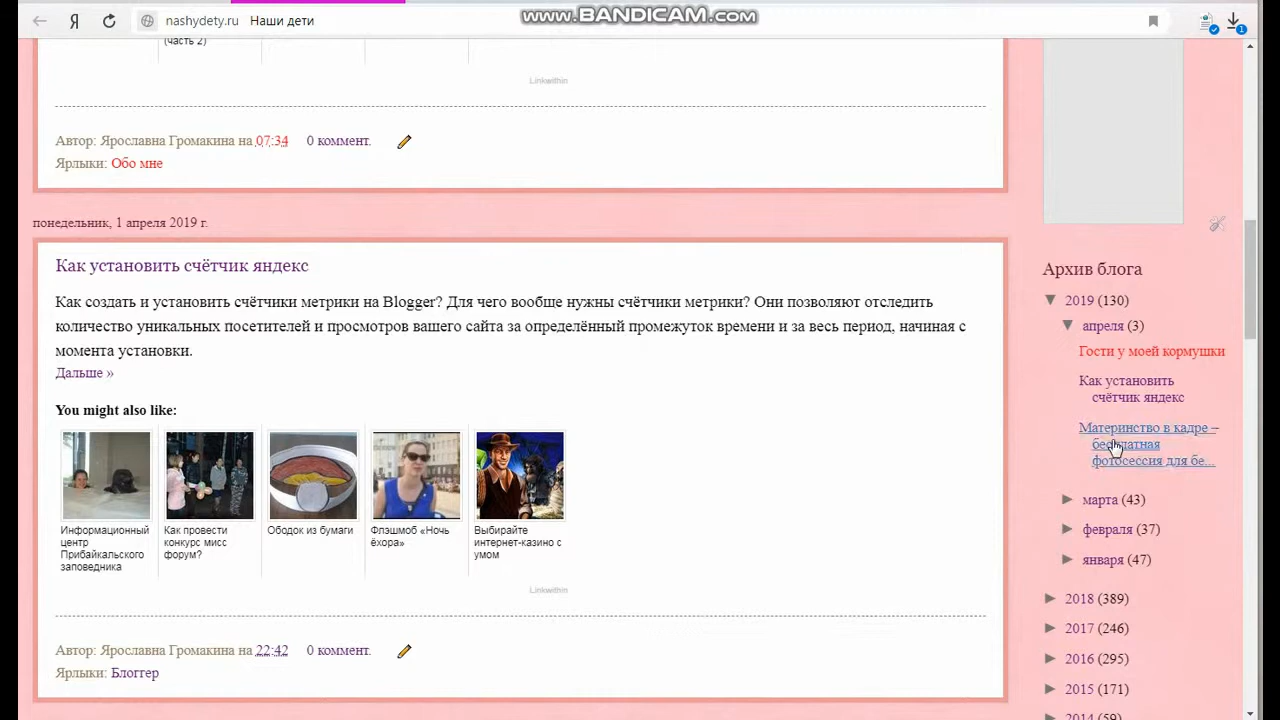 www.BANDICAM.com
Я
nashydety.ru Наши дети
1
(часть 2)
Linkwithin
Автор: Ярославна Громакина на 07:34 0 коммент.
Ярлыки: Обо мне
понедельник, 1 апреля 2019 г.
Как установить счётчик яндекс
Как создать и установить счётчики метрики на Blogger? Для чего вообще нужны счётчики метрики? Они позволяют отследить
количество уникальных посетителей и просмотров вашего сайта за определённый промежуток времени и за весь период, начиная с
момента установки.
Дальше »
You might also like:
Информационный
центр
Прибайкальского
заповедника
Как провести
конкурс мисс
форум?
Ободок из бумаги
Флэшмоб «Ночь
ёхора»
Выбирайте
интернет-казино с
умом
Linkwithin
Автор: Ярославна Громакина на 22:42 0 коммент.
Ярлыки: Блоггер
Архив блога
▼ 2019 (130)
▼ апреля (3)
Гости у моей кормушки
Как установить
счётчик яндекс
Материнство в кадре –
бесплатная
фотосессия для бе...
► марта (43)
► февраля (37)
► января (47)
► 2018 (389)
► 2017 (246)
► 2016 (295)
► 2015 (171)
► 2014 (59)